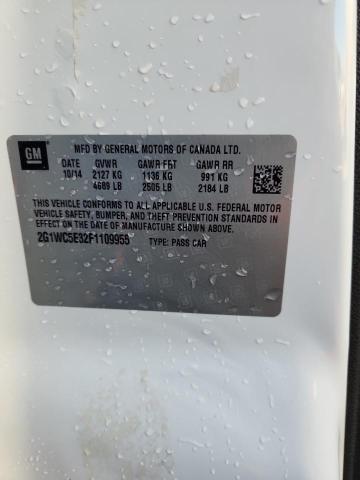 GM
MFD BY GENERAL MOTORS OF CANADA LTD.
DATE GVWR GAWR FRT GAWR RR
10/14 2127 KG 1136 KG 991 KG
4689 LB 2505 LB 2184 LB
THIS VEHICLE CONFORMS TO ALL APPLICABLE U.S. FEDERAL MOTOR
VEHICLE SAFETY, BUMPER, AND THEFT PREVENTION STANDARDS IN
EFFECT ON THE DATE OF MANUFACTURE SHOWN ABOVE.
2G1WC5E32F1109955 TYPE: PASS CAR